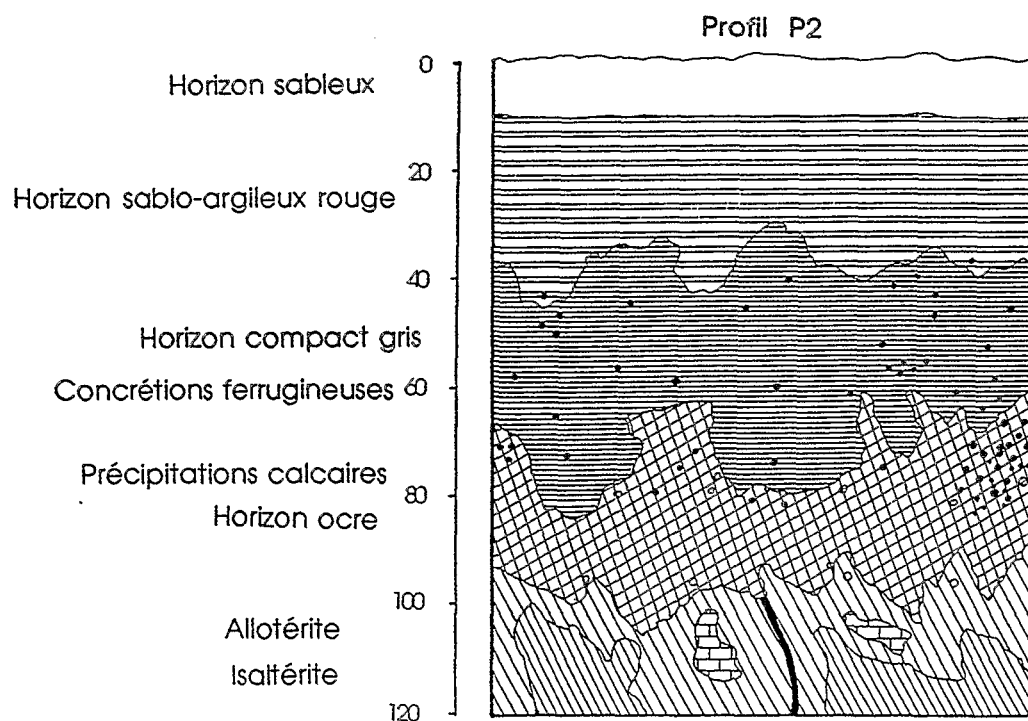 Profil P2
0
Horizon sableux
20
Horizon sablo-argileux rouge
40
Horizon compact gris
Concrétions ferrugineuses
60
Précipitations calcaires
80
Horizon ocre
100
Allotérite
Isaltérite
120